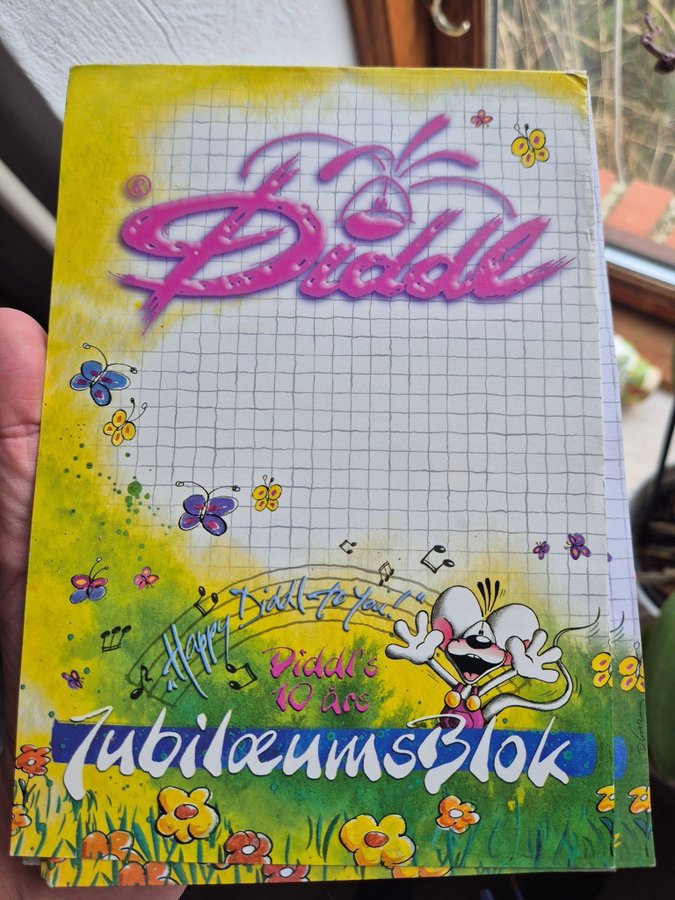 ® Diddl
"Happy Diddl to You!"
Diddl's
10 års
JubilæumsBlok